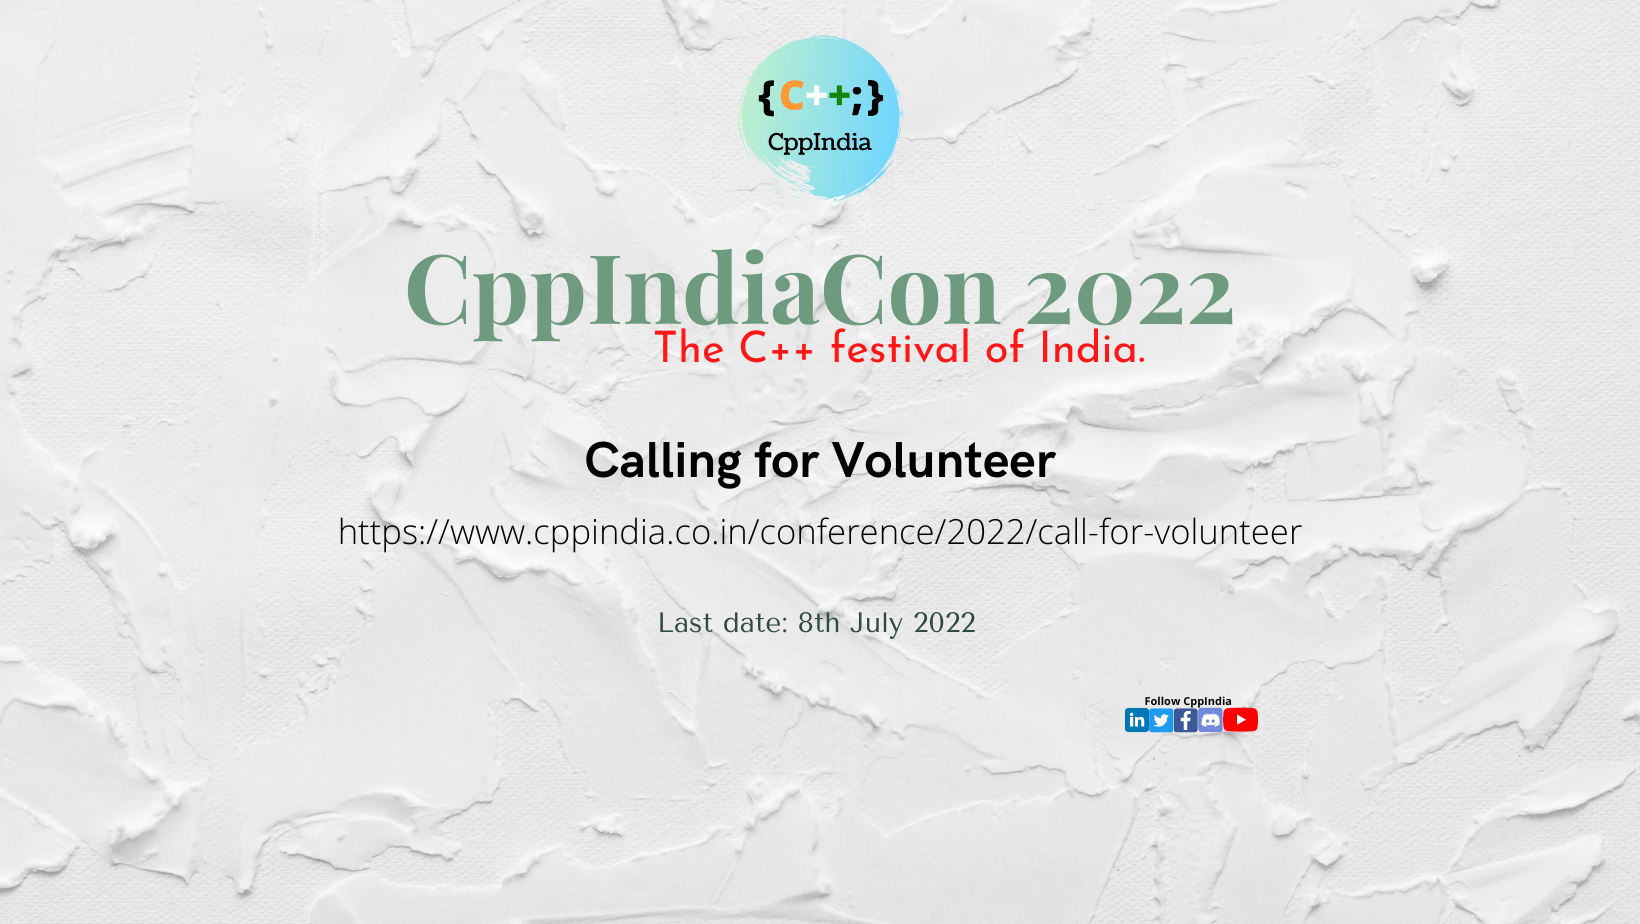 {C++;}
CppIndia
CppIndiaCon 2022
The C++ festival of India.
Calling for Volunteer
https://www.cppindia.co.in/conference/2022/call-for-volunteer
Last date: 8th July 2022
Follow CppIndia
in